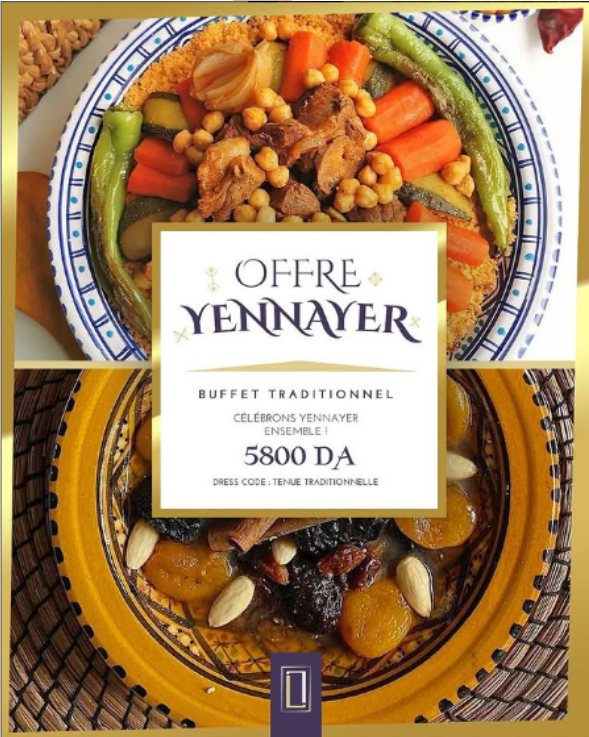 OFFRE
YENNAYER
BUFFET TRADITIONNEL
CÉLÉBRONS YENNAYER
ENSEMBLE !
5800 DA
DRESS CODE : TENUE TRADITIONNELLE